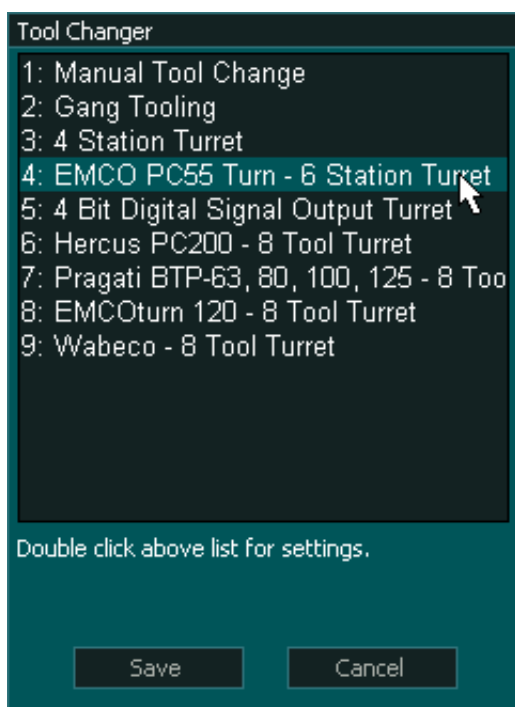 Tool Changer
1: Manual Tool Change
2: Gang Tooling
3: 4 Station Turret
4: EMCO PC55 Turn - 6 Station Turret
5: 4 Bit Digital Signal Output Turret
6: Hercus PC200 - 8 Tool Turret
7: Pragati BTP-63, 80, 100, 125 - 8 Too
8: EMCOturn 120 - 8 Tool Turret
9: Wabeco - 8 Tool Turret
Double click above list for settings.
Save Cancel